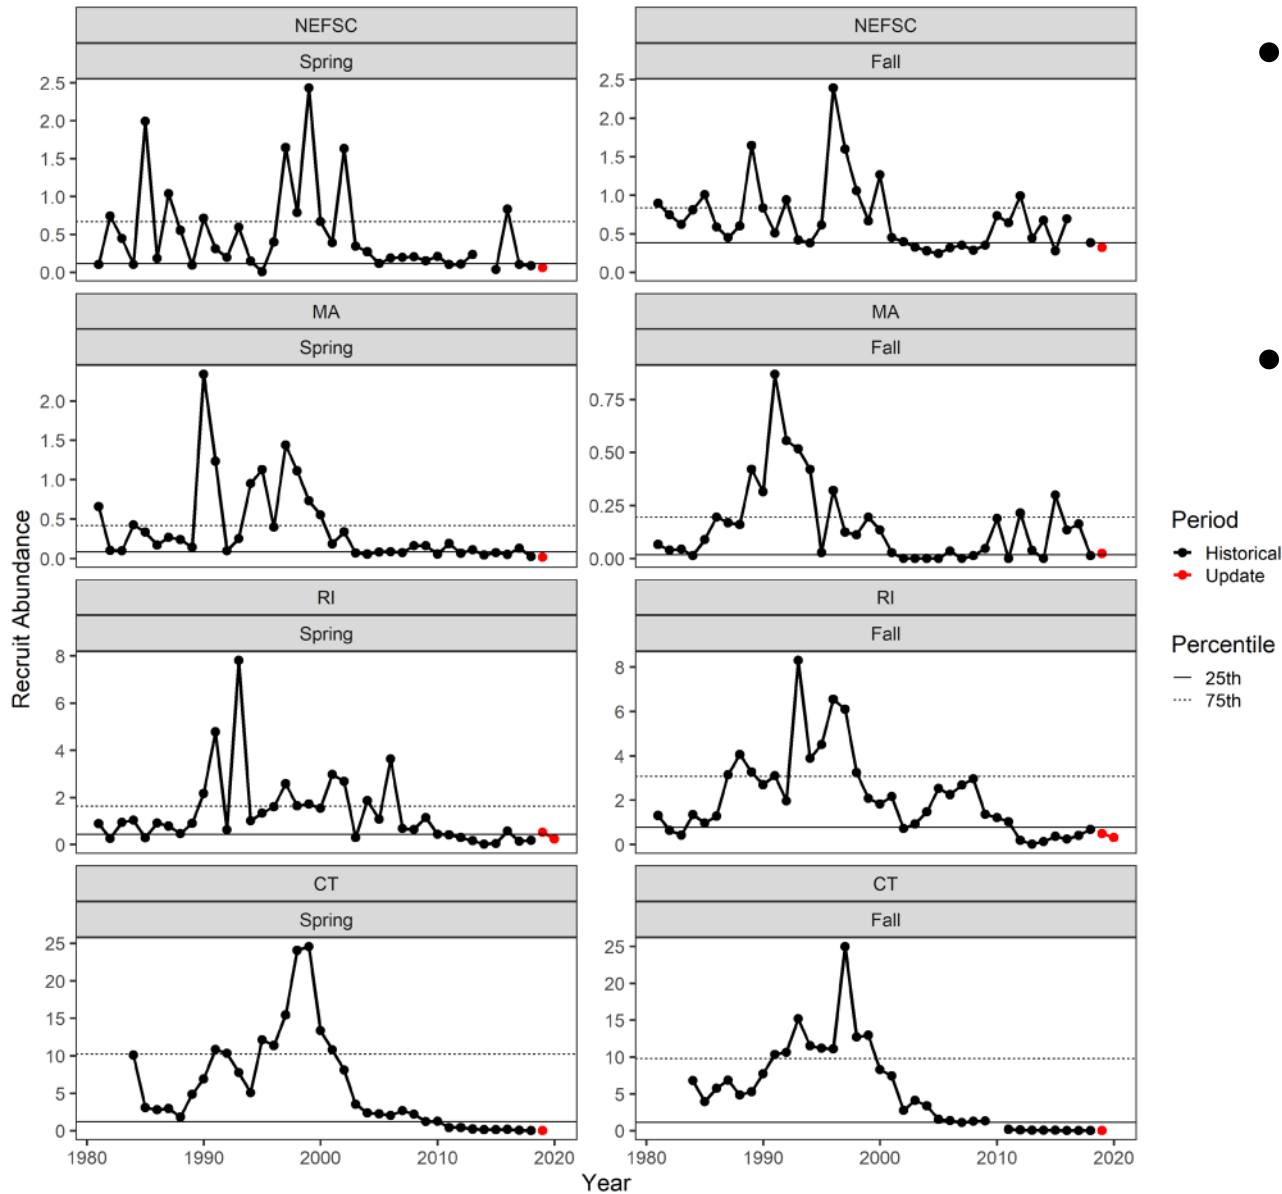 NEFSC
NEFSC
Spring
Fall
2.5
2.0
1.5
1.0
0.5
0.0
2.5
2.0
1.5
1.0
0.5
0.0
MA
MA
Spring
Fall
2.0
1.5
1.0
0.5
0.0
0.75
0.50
0.25
0.00
RI
RI
Spring
Fall
8
6
4
2
0
8
6
4
2
0
CT
CT
Spring
Fall
25
20
15
10
5
0
25
20
15
10
5
0
1980 1990 2000 2010 2020
1980 1990 2000 2010 2020
Year
Recruit Abundance
Period
Historical
Update
Percentile
25th
75th